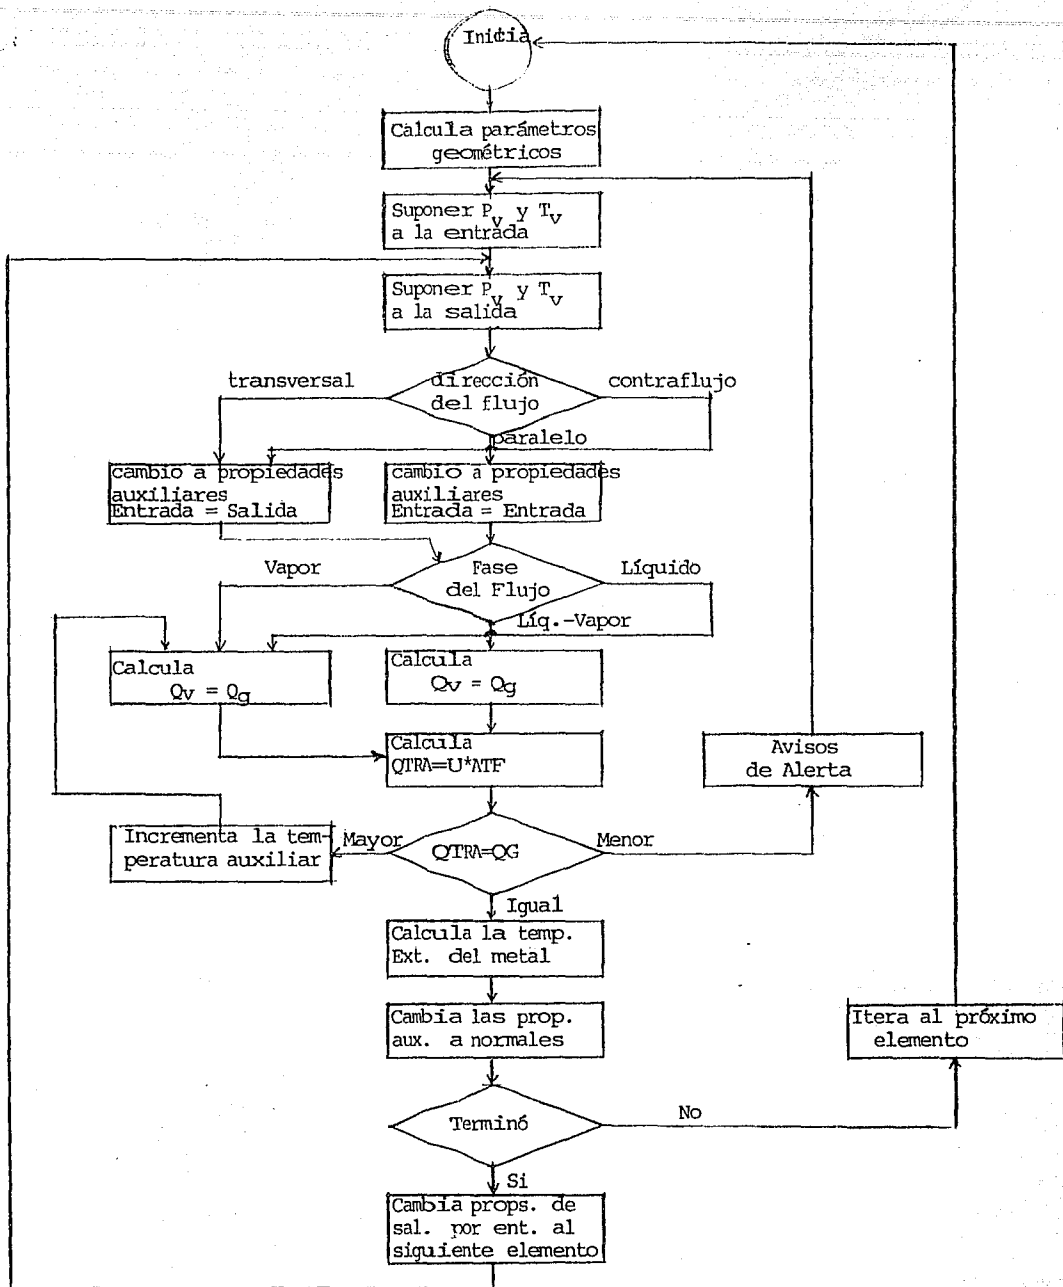 Inicia
Calcula parámetros
geométricos
Suponer Pv y Tv
a la entrada
Suponer Pv y Tv
a la salida
transversal
dirección
del flujo
contraflujo
paralelo
cambio a propiedades
auxiliares
Entrada = Salida
cambio a propiedades
auxiliares
Entrada = Entrada
Vapor
Fase
del Flujo
Líquido
Líq.-Vapor
Calcula
Qv = Qg
Calcula
Qv = Qg
Calcula
QTRA=U*ATF
Avisos
de Alerta
Incrementa la tem-
peratura auxiliar
Mayor
QTRA=QG
Menor
Igual
Calcula la temp.
Ext. del metal
Cambia las prop.
aux. a normales
Itera al próximo
elemento
Terminó
No
Si
Cambia props. de
sal. por ent. al
siguiente elemento